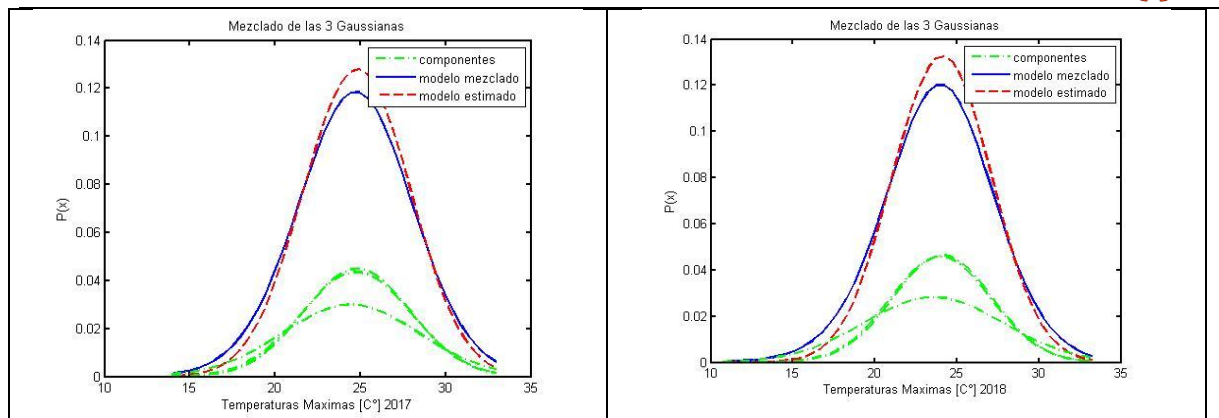 Mezclado de las 3 Gaussianas
0.14
0.12
0.1
0.08
0.06
0.04
0.02
0
P(x)
componentes
modelo mezclado
modelo estimado
10 15 20 25 30 35
Temperaturas Maximas [C°] 2017
Mezclado de las 3 Gaussianas
0.14
0.12
0.1
0.08
0.06
0.04
0.02
0
P(x)
componentes
modelo mezclado
modelo estimado
10 15 20 25 30 35
Temperaturas Maximas [C°] 2018